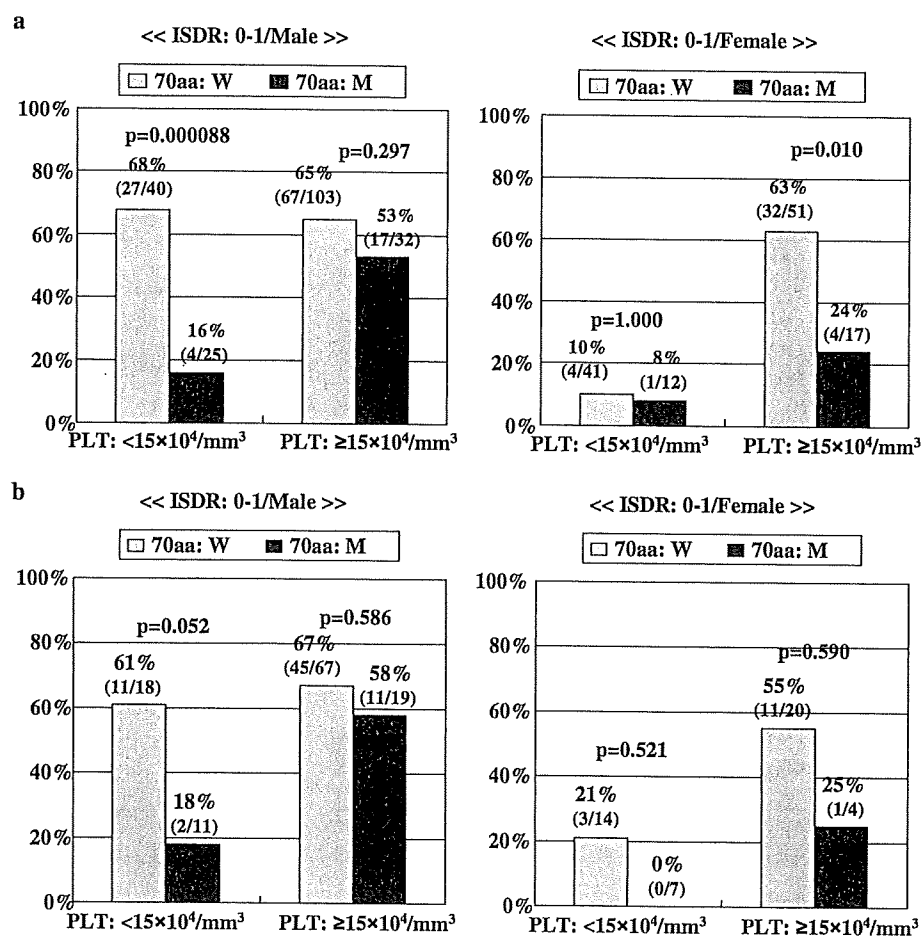 a
<< ISDR: 0-1/Male >>
70aa: W 70aa: M
100%
80%
60%
40%
20%
0%
p=0.000088
68%
(27/40)
16%
(4/25)
p=0.297
65%
(67/103)
53%
(17/32)
PLT: <15×10⁴/mm³ PLT: ≥15×10⁴/mm³
<< ISDR: 0-1/Female >>
70aa: W 70aa: M
100%
80%
60%
40%
20%
0%
p=1.000
10%
(4/41)
8%
(1/12)
p=0.010
63%
(32/51)
24%
(4/17)
PLT: <15×10⁴/mm³ PLT: ≥15×10⁴/mm³
b
<< ISDR: 0-1/Male >>
70aa: W 70aa: M
100%
80%
60%
40%
20%
0%
p=0.052
61%
(11/18)
18%
(2/11)
p=0.586
67%
(45/67)
58%
(11/19)
PLT: <15×10⁴/mm³ PLT: ≥15×10⁴/mm³
<< ISDR: 0-1/Female >>
70aa: W 70aa: M
100%
80%
60%
40%
20%
0%
p=0.521
21%
(3/14)
0%
(0/7)
p=0.590
55%
(11/20)
25%
(1/4)
PLT: <15×10⁴/mm³ PLT: ≥15×10⁴/mm³